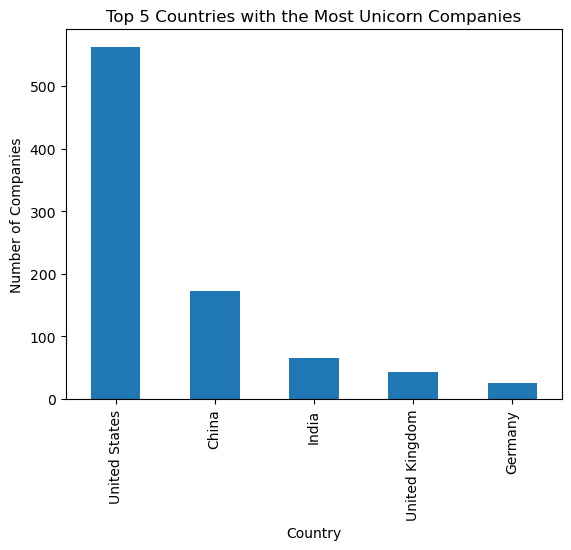 Top 5 Countries with the Most Unicorn Companies
Number of Companies
500
400
300
200
100
0
United States
China
India
United Kingdom
Germany
Country